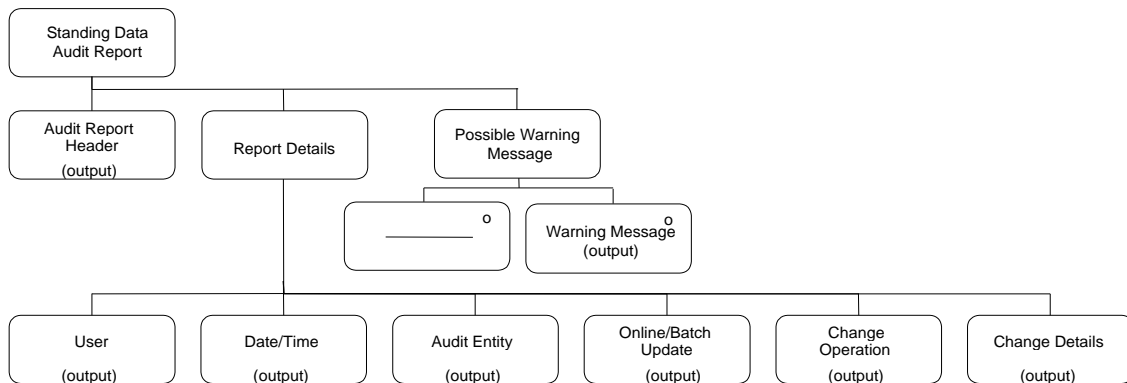 Standing Data
Audit Report
Audit Report
Header
(output)
Report Details
Possible Warning
Message
o
o
Warning Message
(output)
User
(output)
Date/Time
(output)
Audit Entity
(output)
Online/Batch
Update
(output)
Change
Operation
(output)
Change Details
(output)